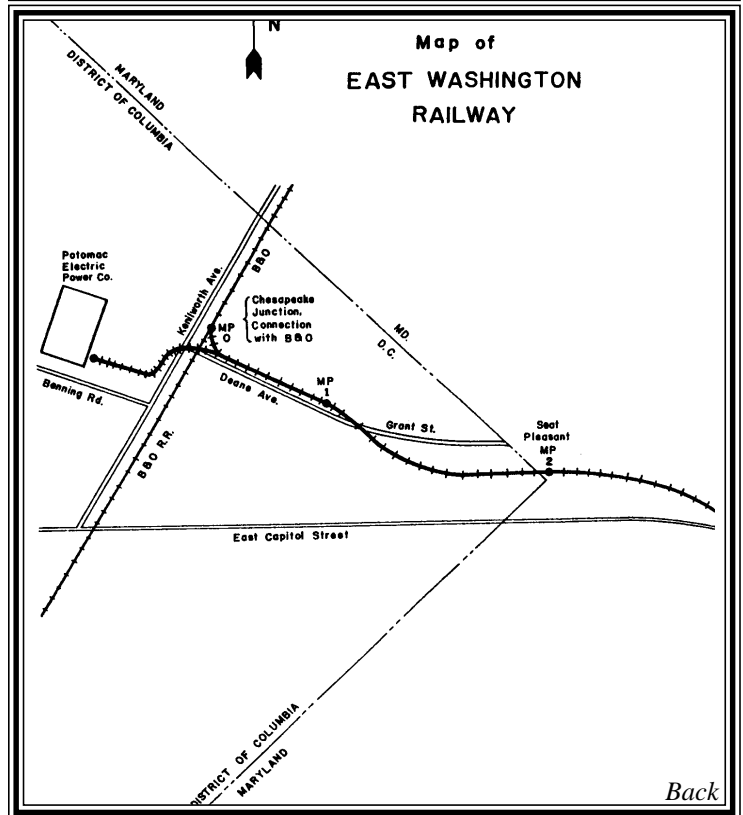 N
Map of
EAST WASHINGTON
RAILWAY
MARYLAND
DISTRICT OF COLUMBIA
Potomac
Electric
Power Co.
Kenilworth Ave.
B&O
Chesapeake
Junction,
Connection
with B&O
MP
0
MD.
D.C.
Benning Rd.
Deane Ave.
MP
1
Grant St.
Seat
Pleasant
MP
2
B&O R.R.
East Capitol Street
DISTRICT OF COLUMBIA
MARYLAND
Back